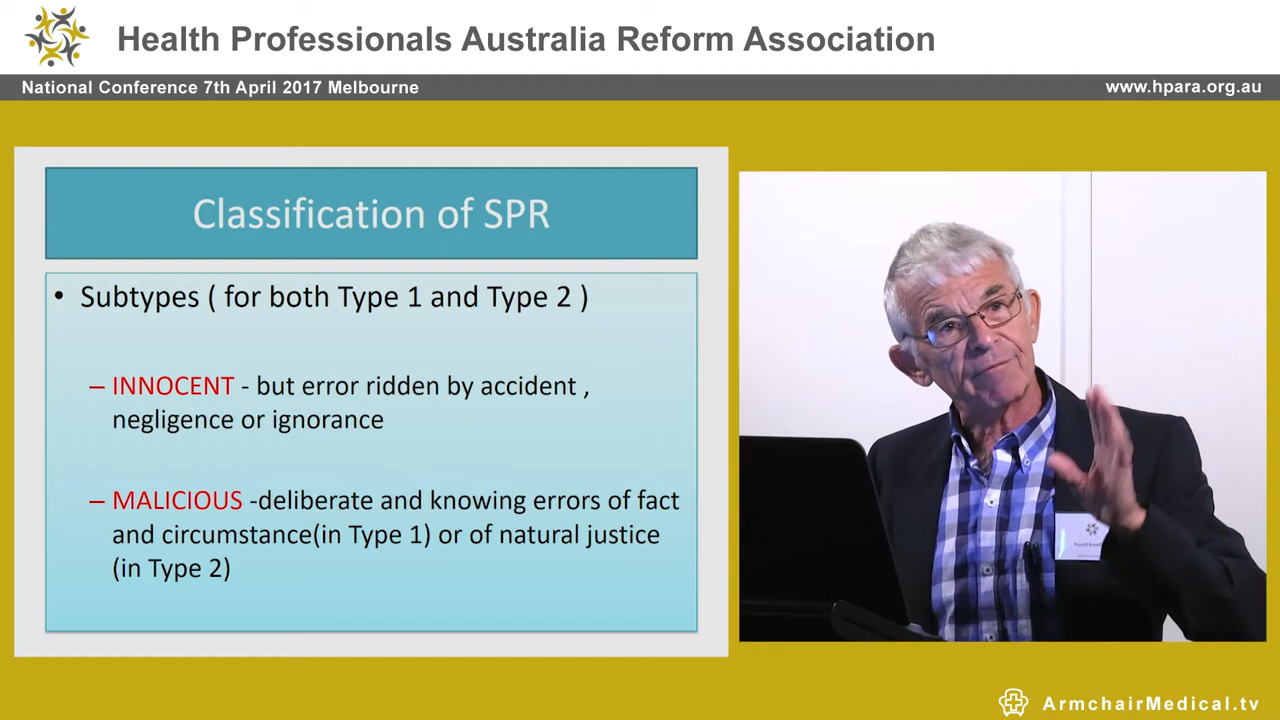 Health Professionals Australia Reform Association
National Conference 7th April 2017 Melbourne
www.hpara.org.au
Classification of SPR
• Subtypes ( for both Type 1 and Type 2 )
– INNOCENT - but error ridden by accident ,
negligence or ignorance
– MALICIOUS -deliberate and knowing errors of fact
and circumstance(in Type 1) or of natural justice
(in Type 2)
ArmchairMedical.tv